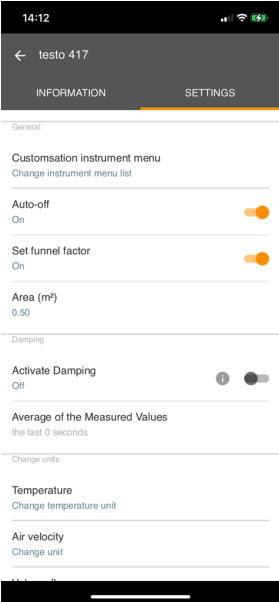 14:12
testo 417
INFORMATION
SETTINGS
General
Customsation instrument menu
Change instrument menu list
Auto-off
On
Set funnel factor
On
Area (m²)
0.50
Damping
Activate Damping
Off
Average of the Measured Values
the last 0 seconds
Change units
Temperature
Change temperature unit
Air velocity
Change unit